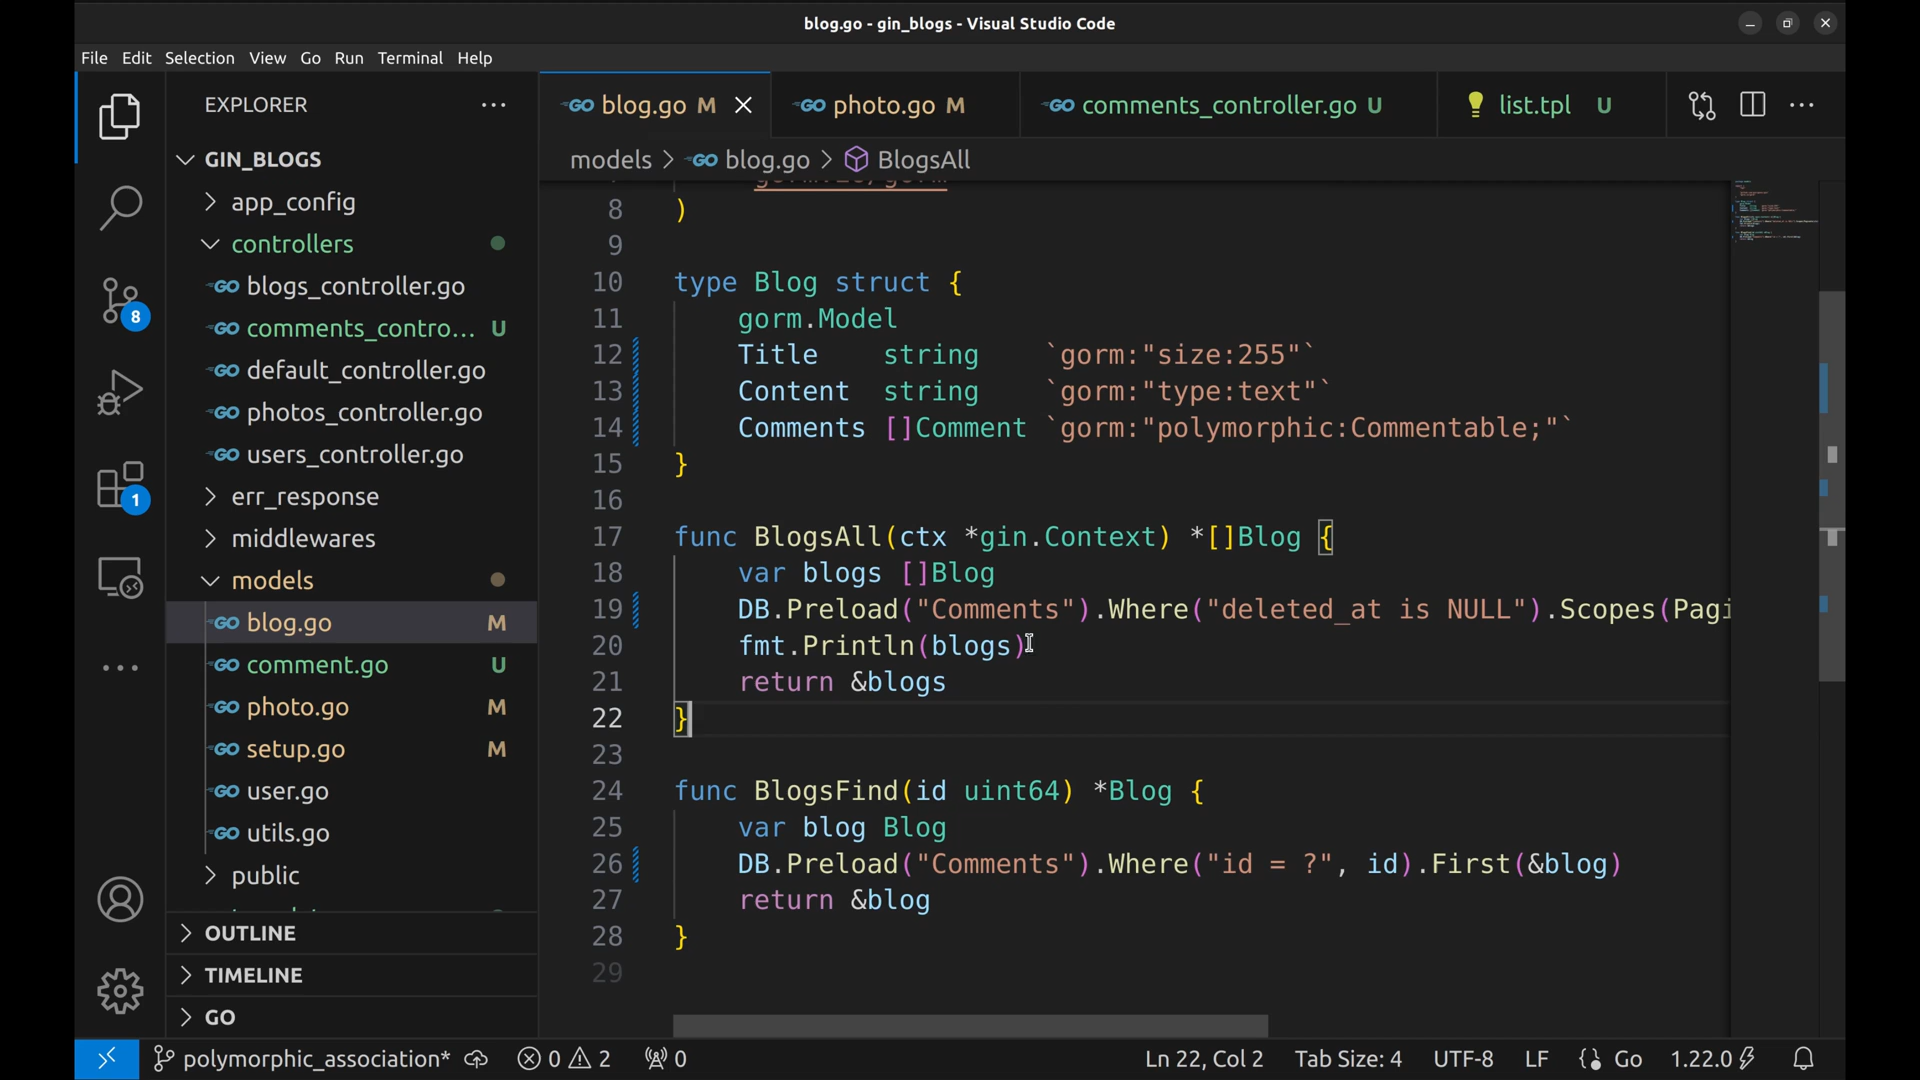 blog.go - gin_blogs - Visual Studio Code
File Edit Selection View Go Run Terminal Help
EXPLORER
GIN_BLOGS
app_config
controllers
blogs_controller.go
comments_contro... U
default_controller.go
photos_controller.go
users_controller.go
err_response
middlewares
models
blog.go M
comment.go U
photo.go M
setup.go M
user.go
utils.go
public
OUTLINE
TIMELINE
GO
8
1
GO blog.go M
GO photo.go M
GO comments_controller.go U
list.tpl U
models > GO blog.go > BlogsAll
8 )
9
10 type Blog struct {
11 gorm.Model
12 Title string `gorm:"size:255"`
13 Content string `gorm:"type:text"`
14 Comments []Comment `gorm:"polymorphic:Commentable;"`
15 }
16
17 func BlogsAll(ctx *gin.Context) *[]Blog {
18 var blogs []Blog
19 DB.Preload("Comments").Where("deleted_at is NULL").Scopes(Pagi
20 fmt.Println(blogs)
21 return &blogs
22 }
23
24 func BlogsFind(id uint64) *Blog {
25 var blog Blog
26 DB.Preload("Comments").Where("id = ?", id).First(&blog)
27 return &blog
28 }
29
polymorphic_association* 0 2 0 Ln 22, Col 2 Tab Size: 4 UTF-8 LF Go 1.22.0